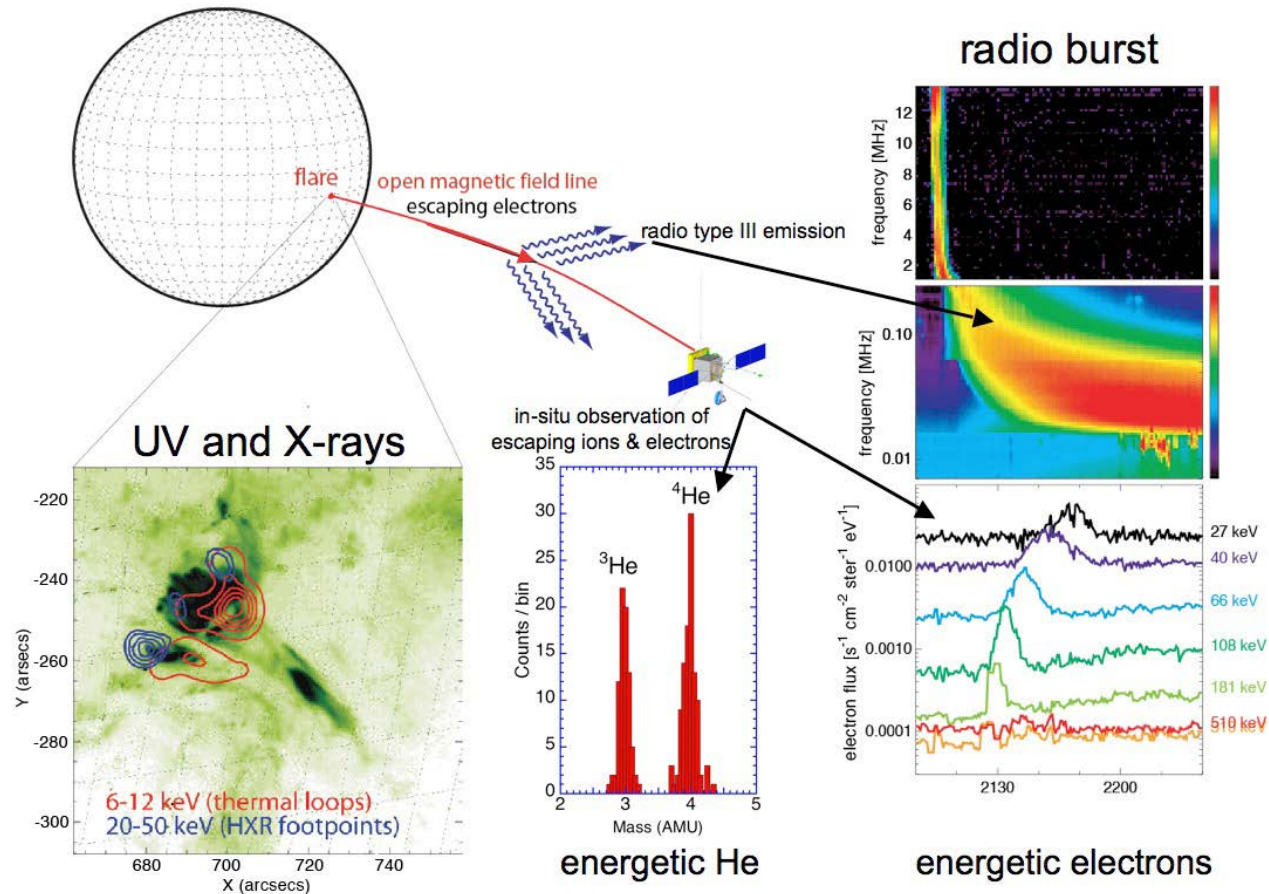 radio burst
frequency [MHz]
12
10
8
6
4
2
flare
open magnetic field line
escaping electrons
radio type III emission
frequency [MHz]
0.10
0.01
in-situ observation of
escaping ions & electrons
UV and X-rays
Y (arcsecs)
-220
-240
-260
-280
-300
6-12 keV (thermal loops)
20-50 keV (HXR footpoints)
680
700
720
740
X (arcsecs)
Counts / bin
35
30
25
20
15
10
5
0
³He
⁴He
2
3
4
5
Mass (AMU)
energetic He
electron flux [s⁻¹ cm⁻² ster⁻¹ eV⁻¹]
0.0100
0.0010
0.0001
27 keV
40 keV
66 keV
108 keV
181 keV
510 keV
2130
2200
energetic electrons